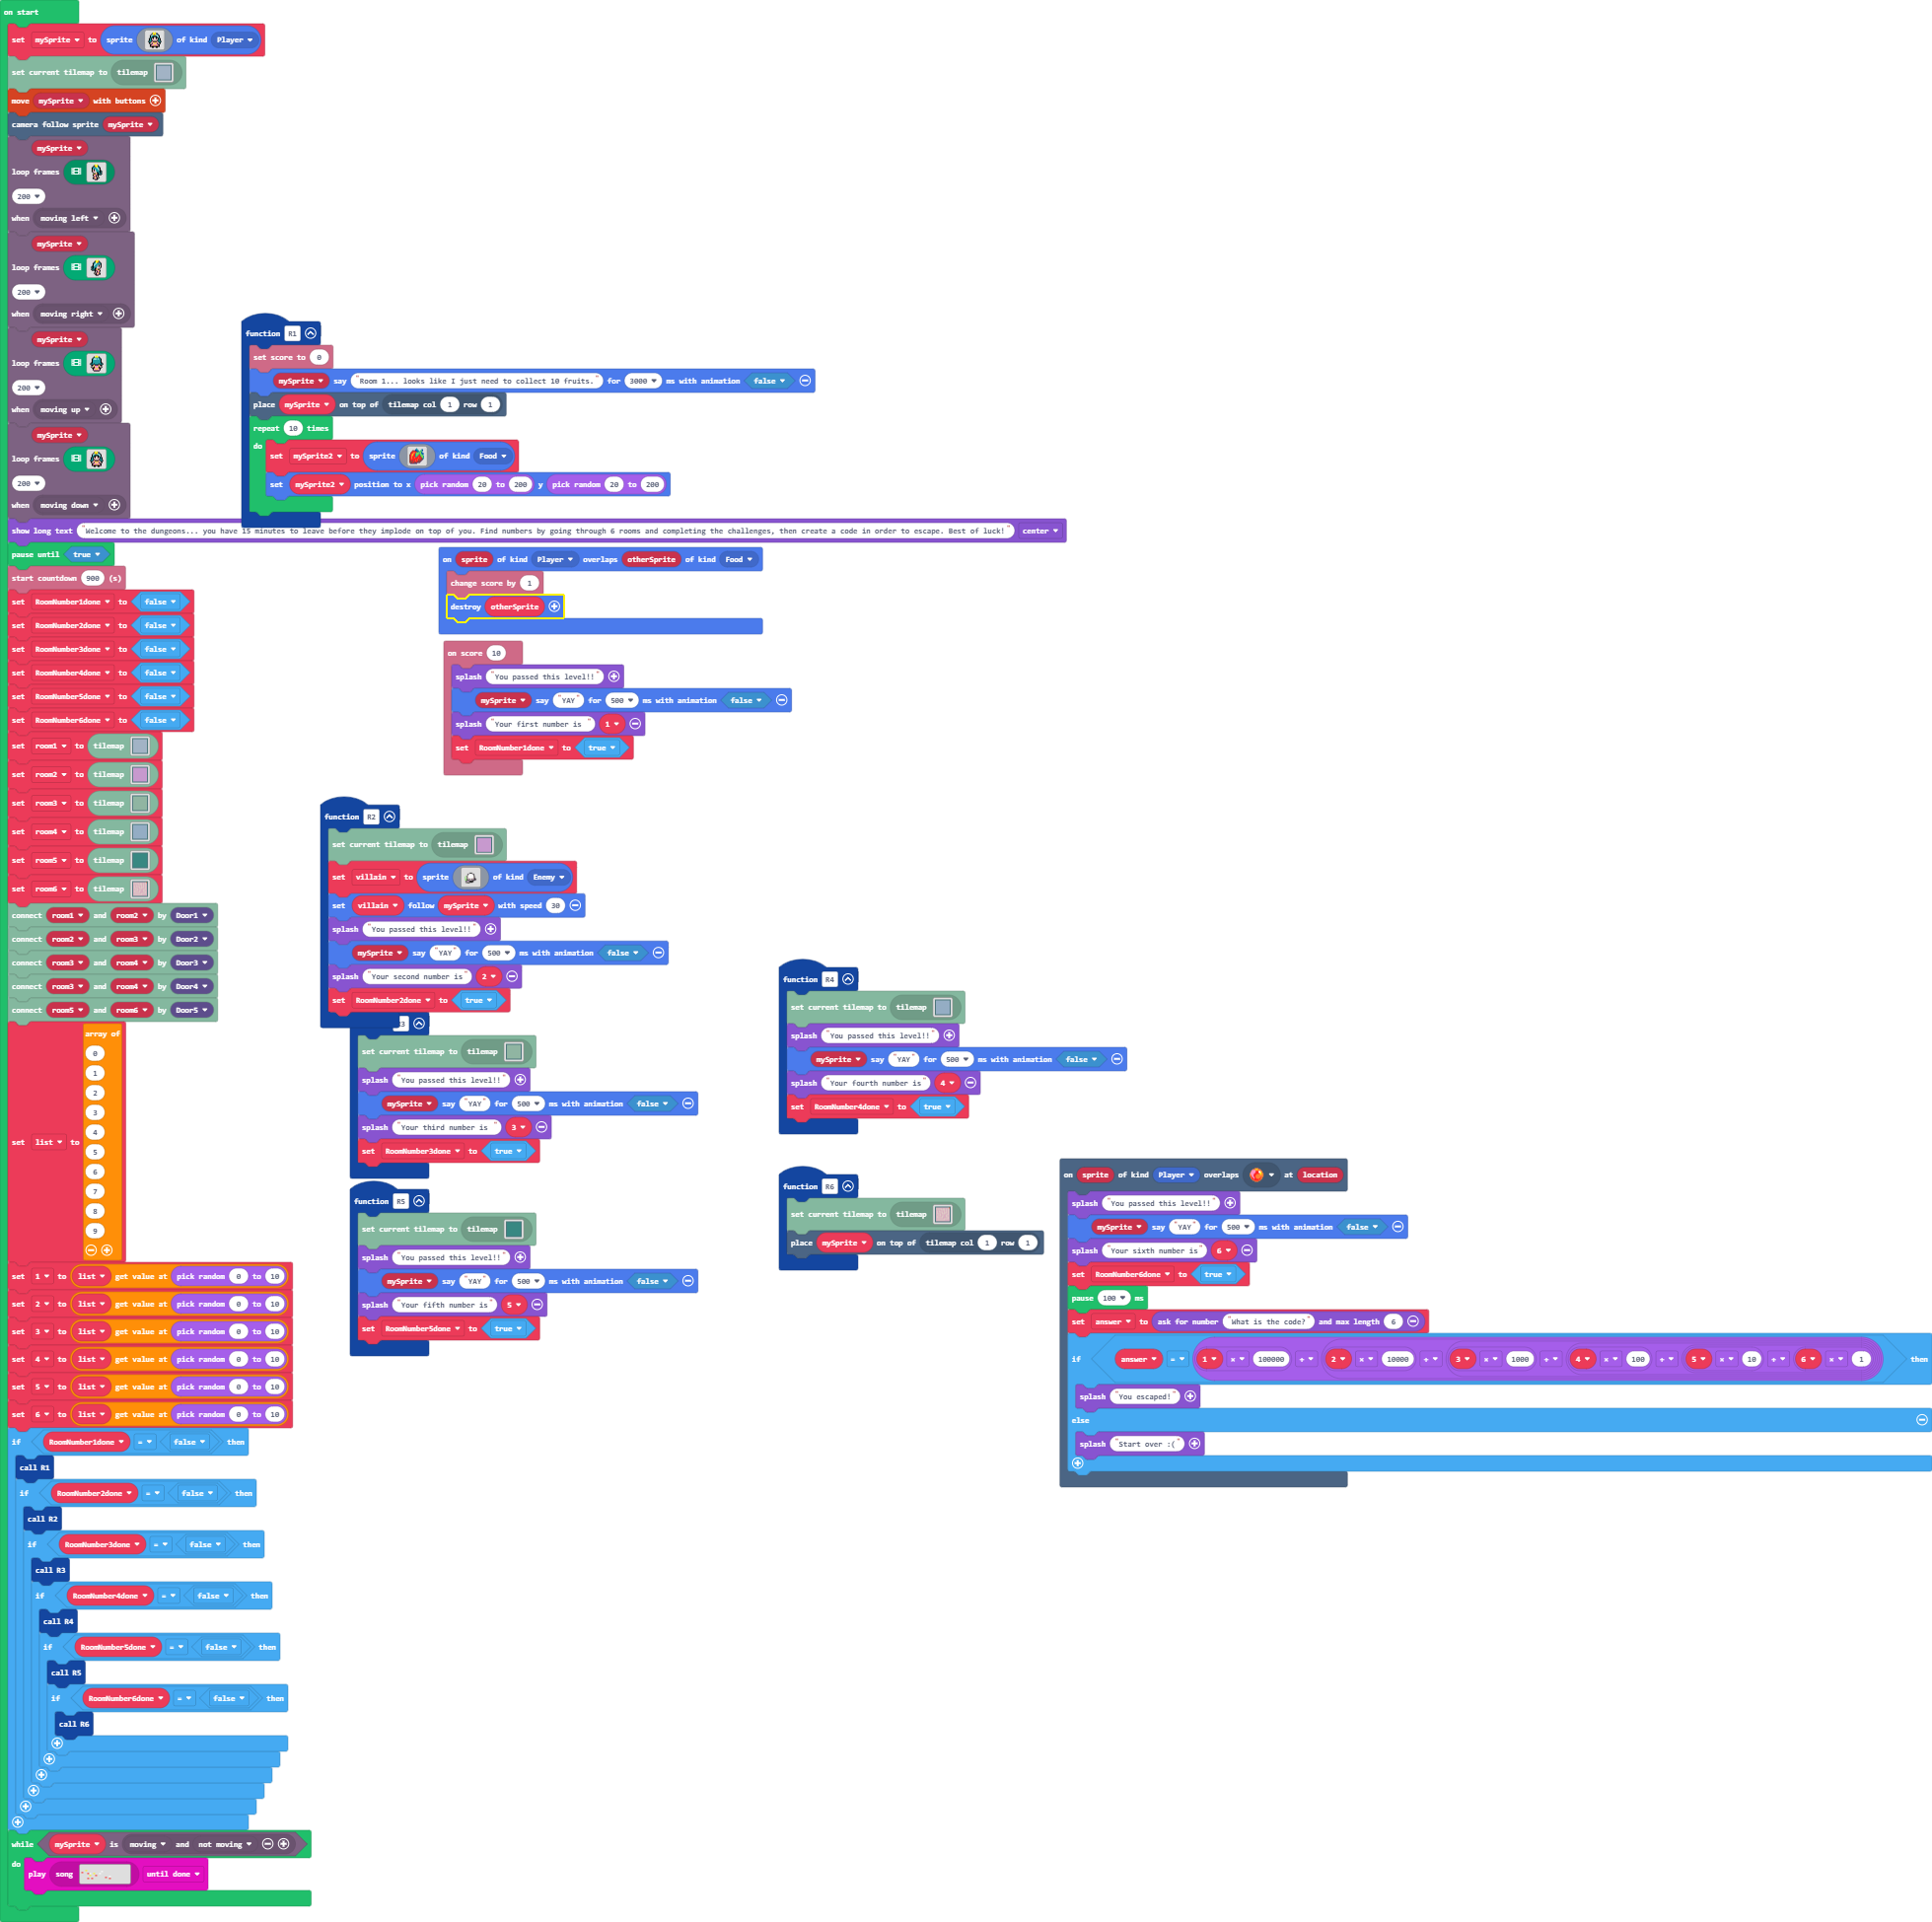 on start
set mySprite to sprite of kind Player
set current tilemap to tilemap
move mySprite with buttons
camera follow sprite mySprite
mySprite
loop frames
200
when moving left
mySprite
loop frames
200
when moving right
mySprite
loop frames
200
when moving up
mySprite
loop frames
200
when moving down
show long text "Welcome to the dungeons... you have 15 minutes to leave before they implode on top of you. Find numbers by going through 6 rooms and completing the challenges, then create a code in order to escape. Best of luck!" center
pause until true
start countdown 900 (s)
set RoomNumber1done to false
set RoomNumber2done to false
set RoomNumber3done to false
set RoomNumber4done to false
set RoomNumber5done to false
set RoomNumber6done to false
set room1 to tilemap
set room2 to tilemap
set room3 to tilemap
set room4 to tilemap
set room5 to tilemap
set room6 to tilemap
connect room1 and room2 by Door1
connect room2 and room3 by Door2
connect room3 and room4 by Door3
connect room3 and room4 by Door4
connect room5 and room6 by Door5
set list to array of
0
1
2
3
4
5
6
7
8
9
set 1 to list get value at pick random 0 to 10
set 2 to list get value at pick random 0 to 10
set 3 to list get value at pick random 0 to 10
set 4 to list get value at pick random 0 to 10
set 5 to list get value at pick random 0 to 10
set 6 to list get value at pick random 0 to 10
if RoomNumber1done = false then
call R1
if RoomNumber2done = false then
call R2
if RoomNumber3done = false then
call R3
if RoomNumber4done = false then
call R4
if RoomNumber5done = false then
call R5
if RoomNumber6done = false then
call R6
while mySprite is moving and not moving
do
play song until done
function R1
set score to 0
mySprite say "Room 1... looks like I just need to collect 10 fruits." for 3000 ms with animation false
place mySprite on top of tilemap col 1 row 1
repeat 10 times
do
set mySprite2 to sprite of kind Food
set mySprite2 position to x pick random 20 to 200 y pick random 20 to 200
on sprite of kind Player overlaps otherSprite of kind Food
change score by 1
destroy otherSprite
on score 10
splash "You passed this level!!"
mySprite say "YAY" for 500 ms with animation false
splash "Your first number is " 1
set RoomNumber1done to true
function R2
set current tilemap to tilemap
set villain to sprite of kind Enemy
set villain follow mySprite with speed 30
splash "You passed this level!!"
mySprite say "YAY" for 500 ms with animation false
splash "Your second number is" 2
set RoomNumber2done to true
set current tilemap to tilemap
splash "You passed this level!!"
mySprite say "YAY" for 500 ms with animation false
splash "Your third number is " 3
set RoomNumber3done to true
function R5
set current tilemap to tilemap
splash "You passed this level!!"
mySprite say "YAY" for 500 ms with animation false
splash "Your fifth number is " 5
set RoomNumber5done to true
function R4
set current tilemap to tilemap
splash "You passed this level!!"
mySprite say "YAY" for 500 ms with animation false
splash "Your fourth number is" 4
set RoomNumber4done to true
function R6
set current tilemap to tilemap
place mySprite on top of tilemap col 1 row 1
on sprite of kind Player overlaps at location
splash "You passed this level!!"
mySprite say "YAY" for 500 ms with animation false
splash "Your sixth number is" 6
set RoomNumber6done to true
pause 100 ms
set answer to ask for number "What is the code?" and max length 6
if answer = 1 × 100000 + 2 × 10000 + 3 × 1000 + 4 × 100 + 5 × 10 + 6 × 1 then
splash "You escaped!"
else
splash "Start over :("